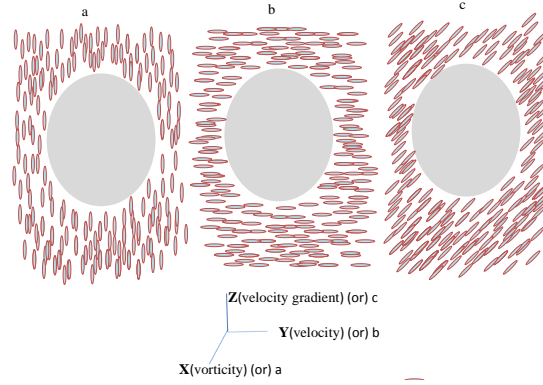 a b c
Z(velocity gradient) (or) c
Y(velocity) (or) b
X(vorticity) (or) a